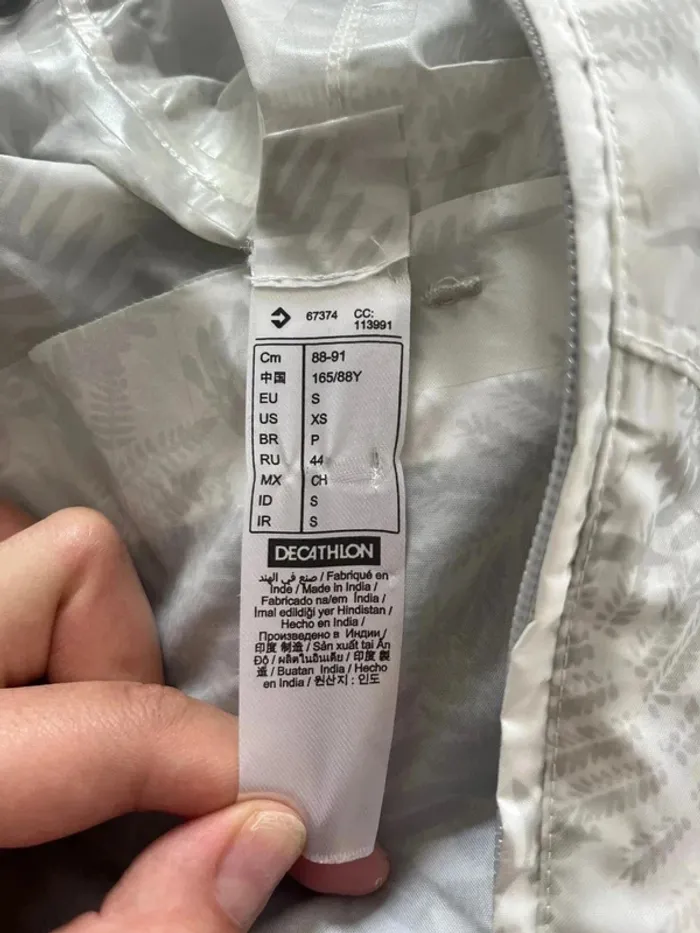 67374 CC:
113991
Cm 88-91
中国 165/88Y
EU S
US XS
BR P
RU 44
MX CH
ID S
IR S
DECATHLON
صنع في الهند / Fabriqué en
Inde / Made in India /
Fabricado na/em India /
İmal edildiği yer Hindistan /
Hecho en India /
Произведено в Индии/
印度 制造 / Sản xuất tại Ấn
Độ / ผลิตในอินเดีย / 印度 製
造 / Buatan India / Hecho
en India / 원산지 : 인도